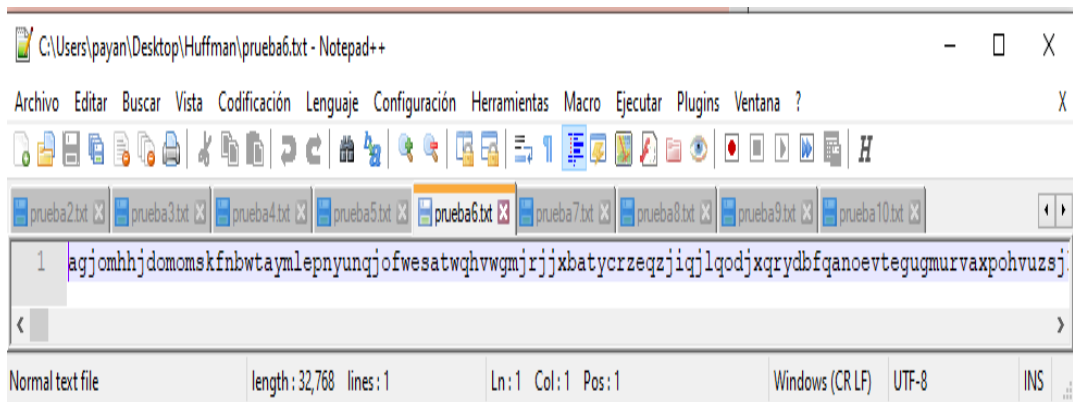 C:\Users\payan\Desktop\Huffman\prueba6.txt - Notepad++
X
Archivo Editar Buscar Vista Codificación Lenguaje Configuración Herramientas Macro Ejecutar Plugins Ventana ? X
H
prueba2.txt prueba3.txt prueba4.txt prueba5.txt prueba6.txt prueba7.txt prueba8.txt prueba9.txt prueba10.txt
1 agjomhhjdomomskfnbwtaymlepnyunqjofwesatwqhvwgmjrjjxbatycrzeqzjiqjlqodjxqrydbfqanoevtegugmurvaxpohvuzsj
Normal text file length : 32,768 lines : 1 Ln : 1 Col : 1 Pos : 1 Windows (CR LF) UTF-8 INS